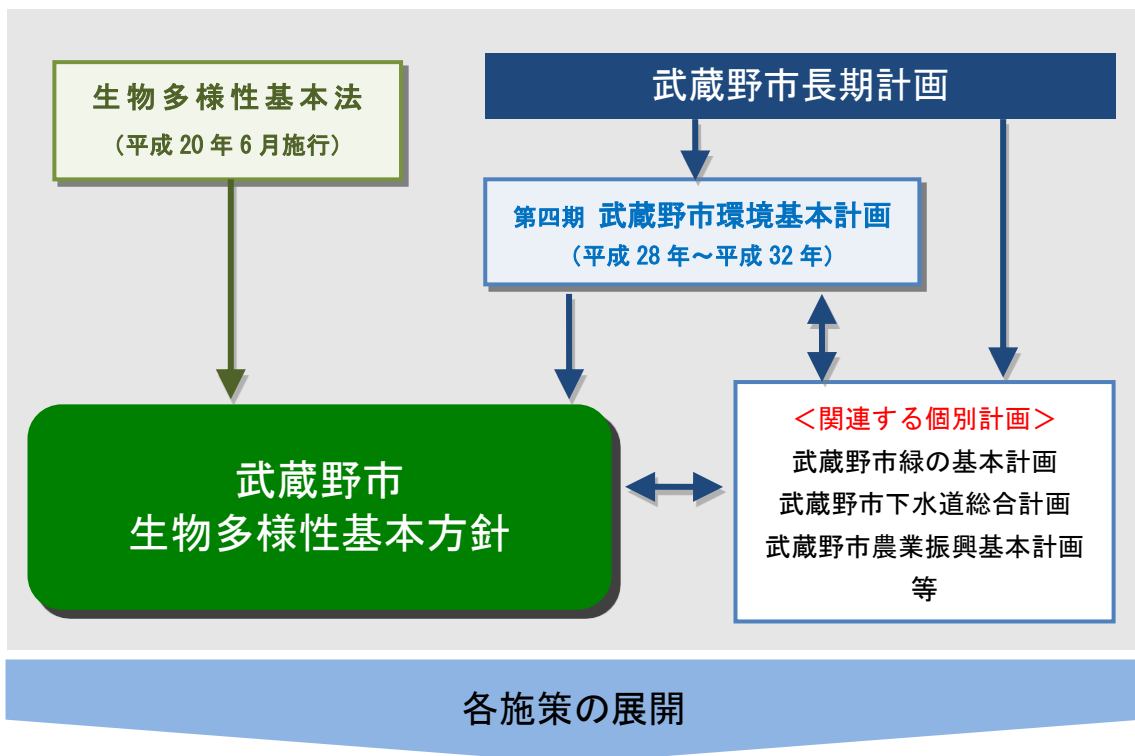 生物多様性基本法
（平成 20 年 6 月施行）
武蔵野市長期計画
第四期 武蔵野市環境基本計画
（平成 28 年～平成 32 年）
武蔵野市
生物多様性基本方針
＜関連する個別計画＞
武蔵野市緑の基本計画
武蔵野市下水道総合計画
武蔵野市農業振興基本計画
等
各施策の展開